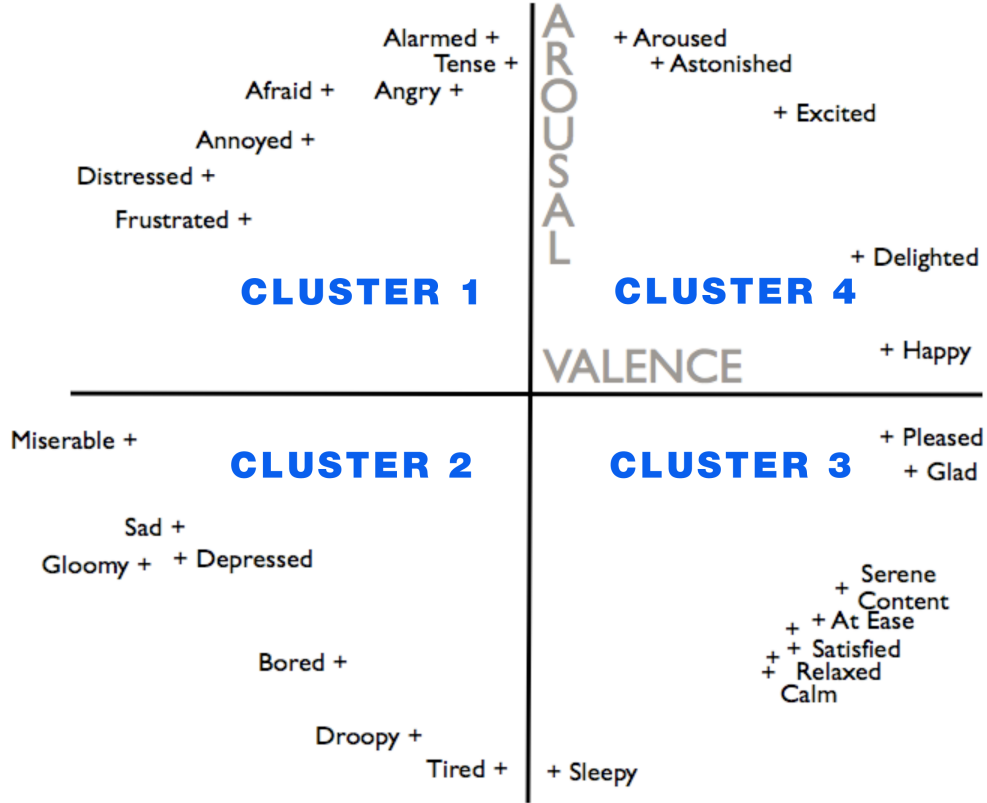 Alarmed +
Tense +
Afraid +
Angry +
Annoyed +
Distressed +
Frustrated +
CLUSTER 1
AROUSAL
+ Aroused
+ Astonished
+ Excited
+ Delighted
CLUSTER 4
+ Happy
VALENCE
Miserable +
CLUSTER 2
Sad +
Gloomy +
+ Depressed
Bored +
Droopy +
Tired +
+ Pleased
CLUSTER 3
+ Glad
+ Serene
Content
+ At Ease
+
+ Satisfied
+ Relaxed
+
Calm
+ Sleepy